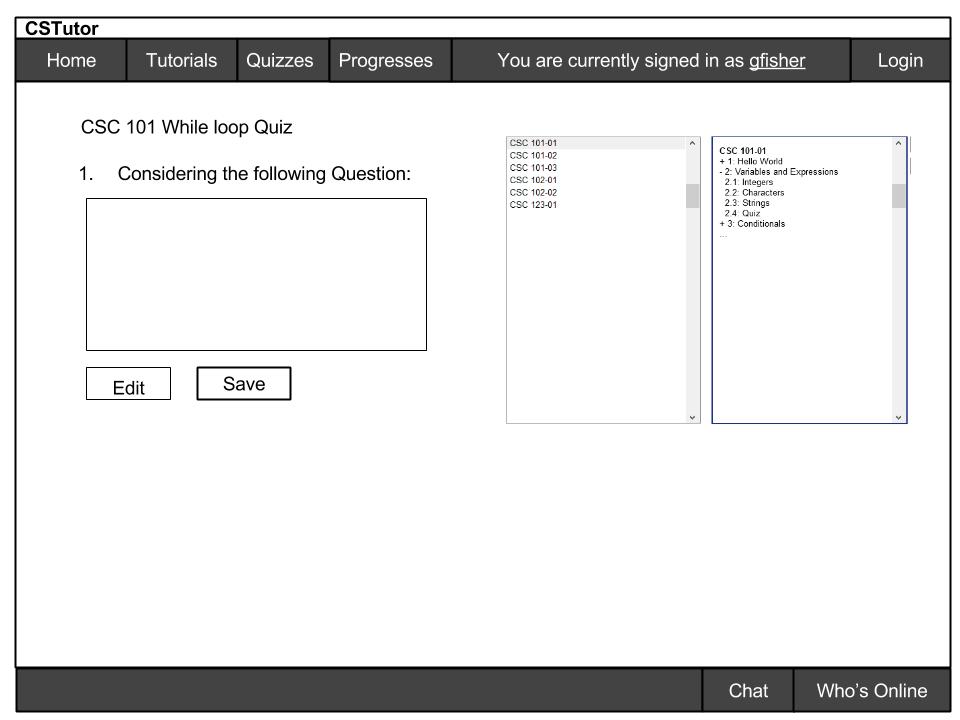 CSTutor
Home Tutorials Quizzes Progresses You are currently signed in as gfisher Login
CSC 101 While loop Quiz
1. Considering the following Question:
Edit Save
CSC 101-01
CSC 101-02
CSC 101-03
CSC 102-01
CSC 102-02
CSC 123-01
CSC 101-01
+ 1: Hello World
- 2: Variables and Expressions
2.1: Integers
2.2: Characters
2.3: Strings
2.4: Quiz
+ 3: Conditionals
...
Chat Who's Online